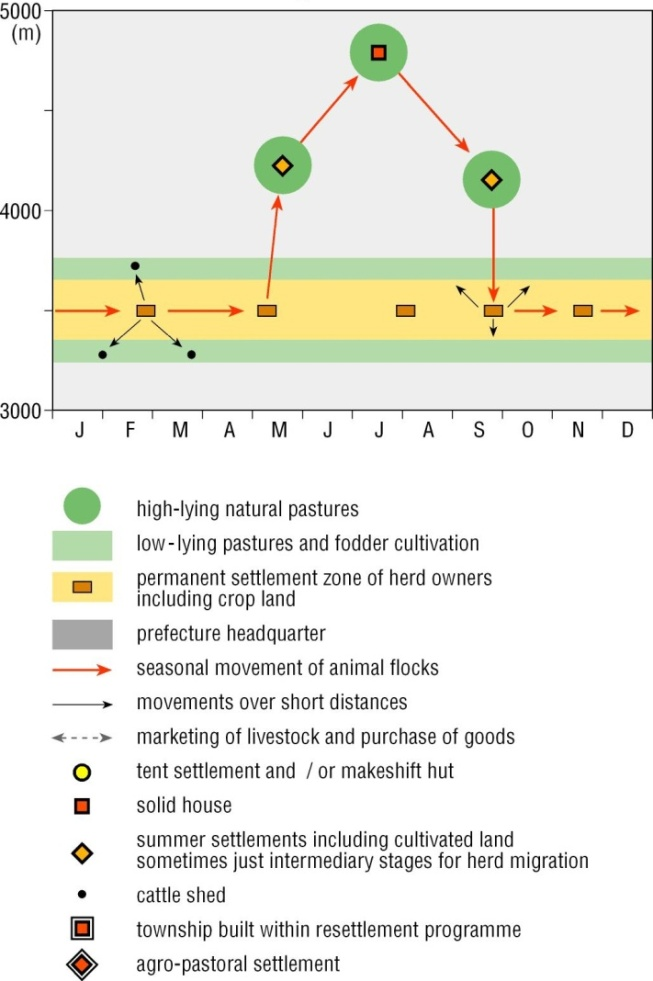 5000
(m)
4000
3000
J F M A M J J A S O N D
high-lying natural pastures
low-lying pastures and fodder cultivation
permanent settlement zone of herd owners
including crop land
prefecture headquarter
seasonal movement of animal flocks
movements over short distances
marketing of livestock and purchase of goods
tent settlement and / or makeshift hut
solid house
summer settlements including cultivated land
sometimes just intermediary stages for herd migration
cattle shed
township built within resettlement programme
agro-pastoral settlement